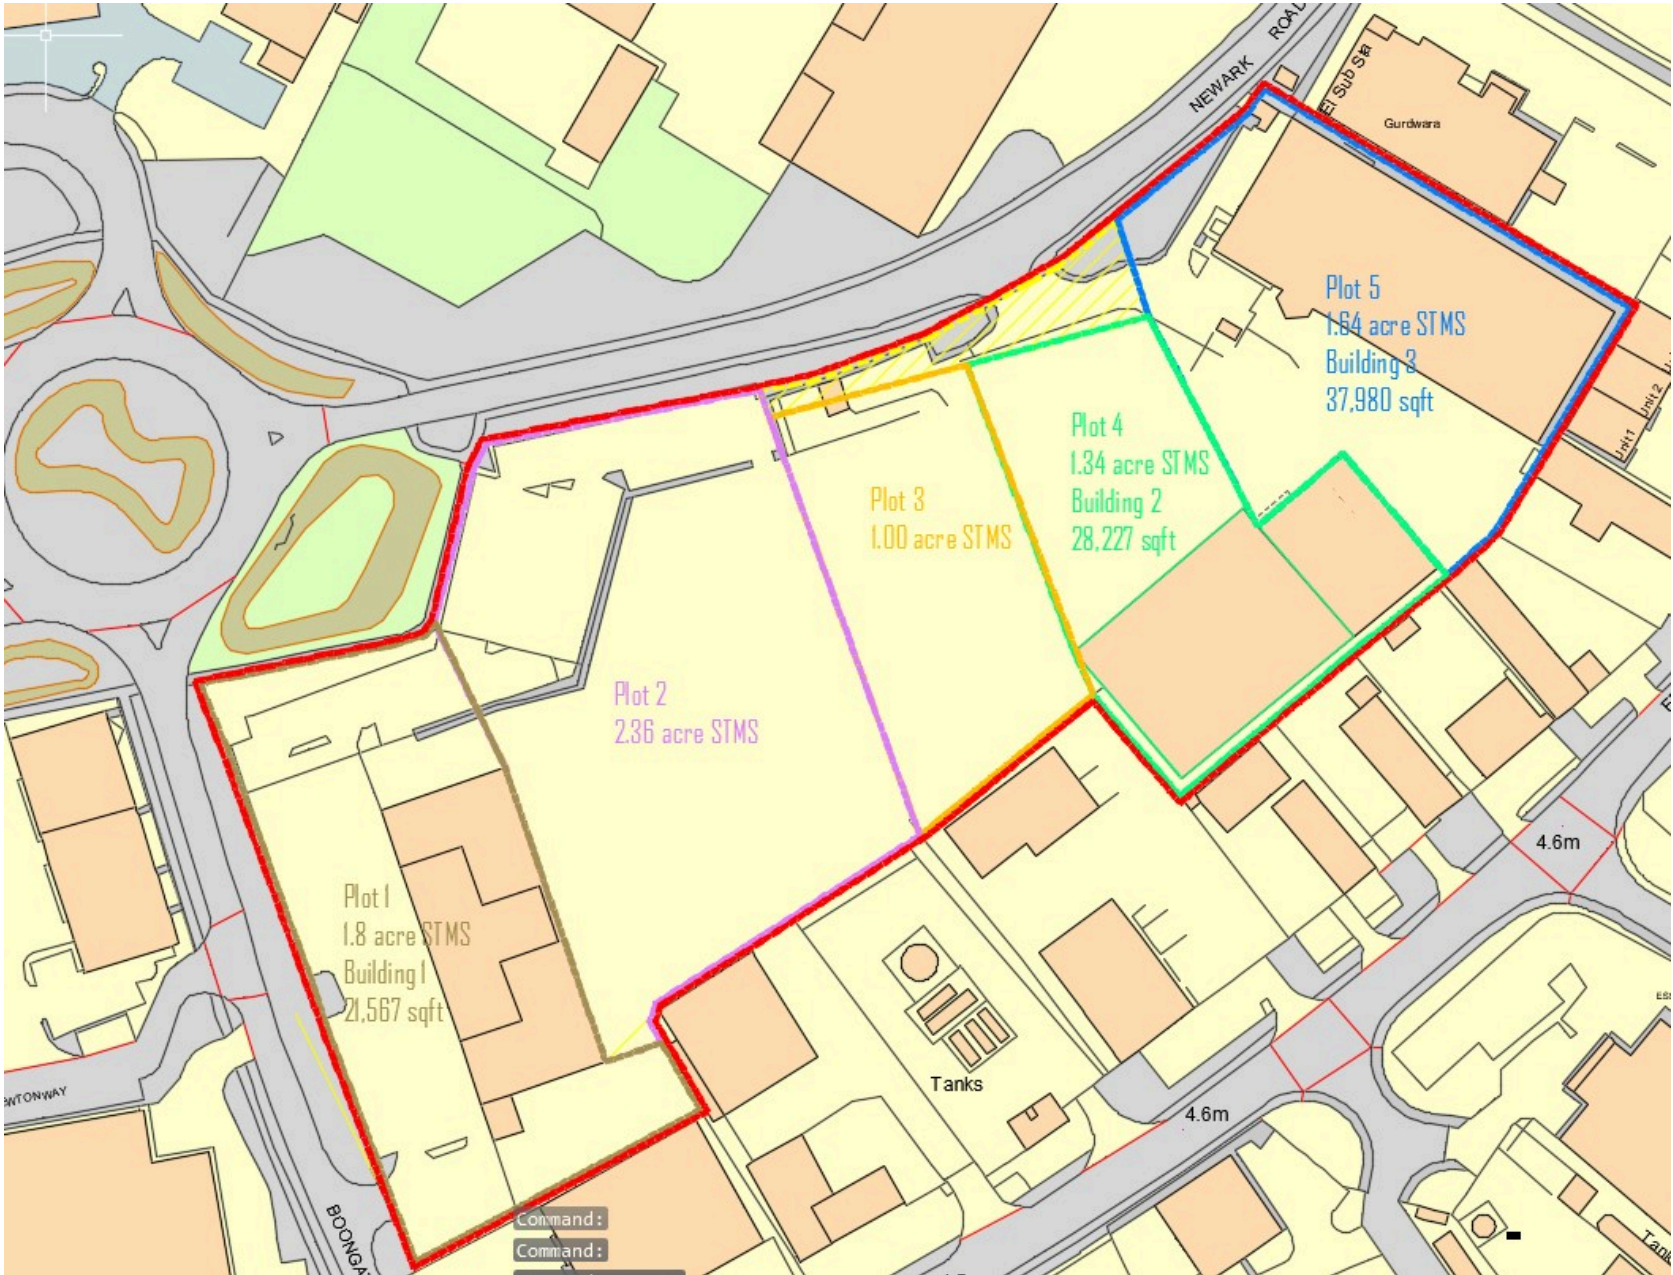 NEWARK ROAD
El Sub Sta
Gurdwara
Plot 5
1.64 acre STMS
Building 3
37,980 sqft
Unit 2
Unit1
Plot 4
1.34 acre STMS
Building 2
28,227 sqft
Plot 3
1.00 acre STMS
Plot 2
2.36 acre STMS
Plot 1
1.8 acre STMS
Building 1
21,567 sqft
4.6m
Tanks
4.6m
WTONWAY
BOONGA
Command:
Command:
Tank